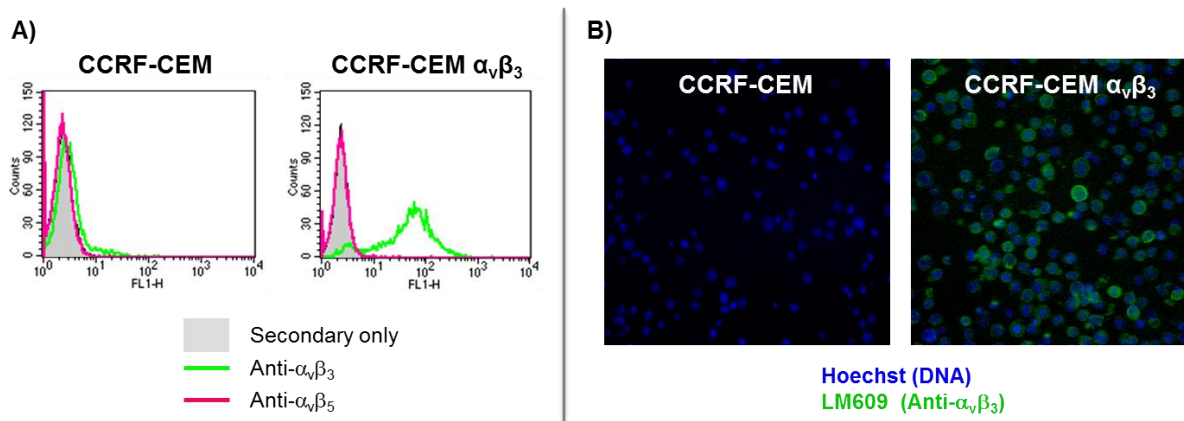 A)
CCRF-CEM
Counts
150
120
90
60
30
0
10⁰ 10¹ 10² 10³ 10⁴
FL1-H
CCRF-CEM αᵥβ₃
Counts
150
120
90
60
30
0
10⁰ 10¹ 10² 10³ 10⁴
FL1-H
Secondary only
Anti-αᵥβ₃
Anti-αᵥβ₅
B)
CCRF-CEM
CCRF-CEM αᵥβ₃
Hoechst (DNA)
LM609 (Anti-αᵥβ₃)